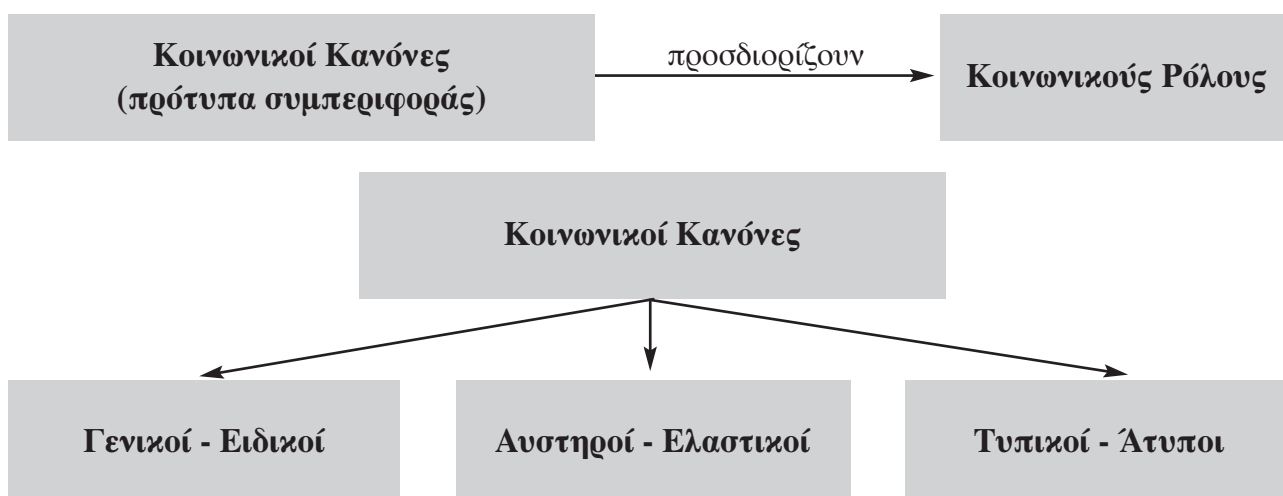 Κοινωνικοί Κανόνες
(πρότυπα συμπεριφοράς)
προσδιορίζουν
Κοινωνικούς Ρόλους
Κοινωνικοί Κανόνες
Γενικοί - Ειδικοί
Αυστηροί - Ελαστικοί
Τυπικοί - Άτυποι